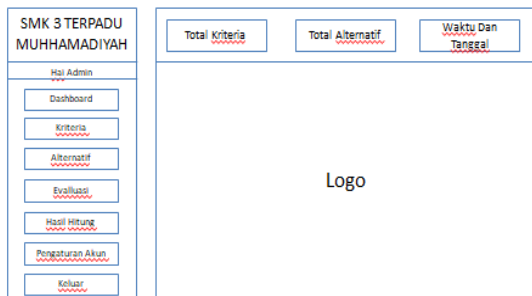 SMK 3 TERPADU
MUHHAMADIYAH
Hai Admin
Dashboard
Kriteria
Alternatif
Evalluasi
Hasil Hitung
Pengaturan Akun
Keluar
Total Kriteria
Total Alternatif
Waktu Dan
Tanggal
Logo